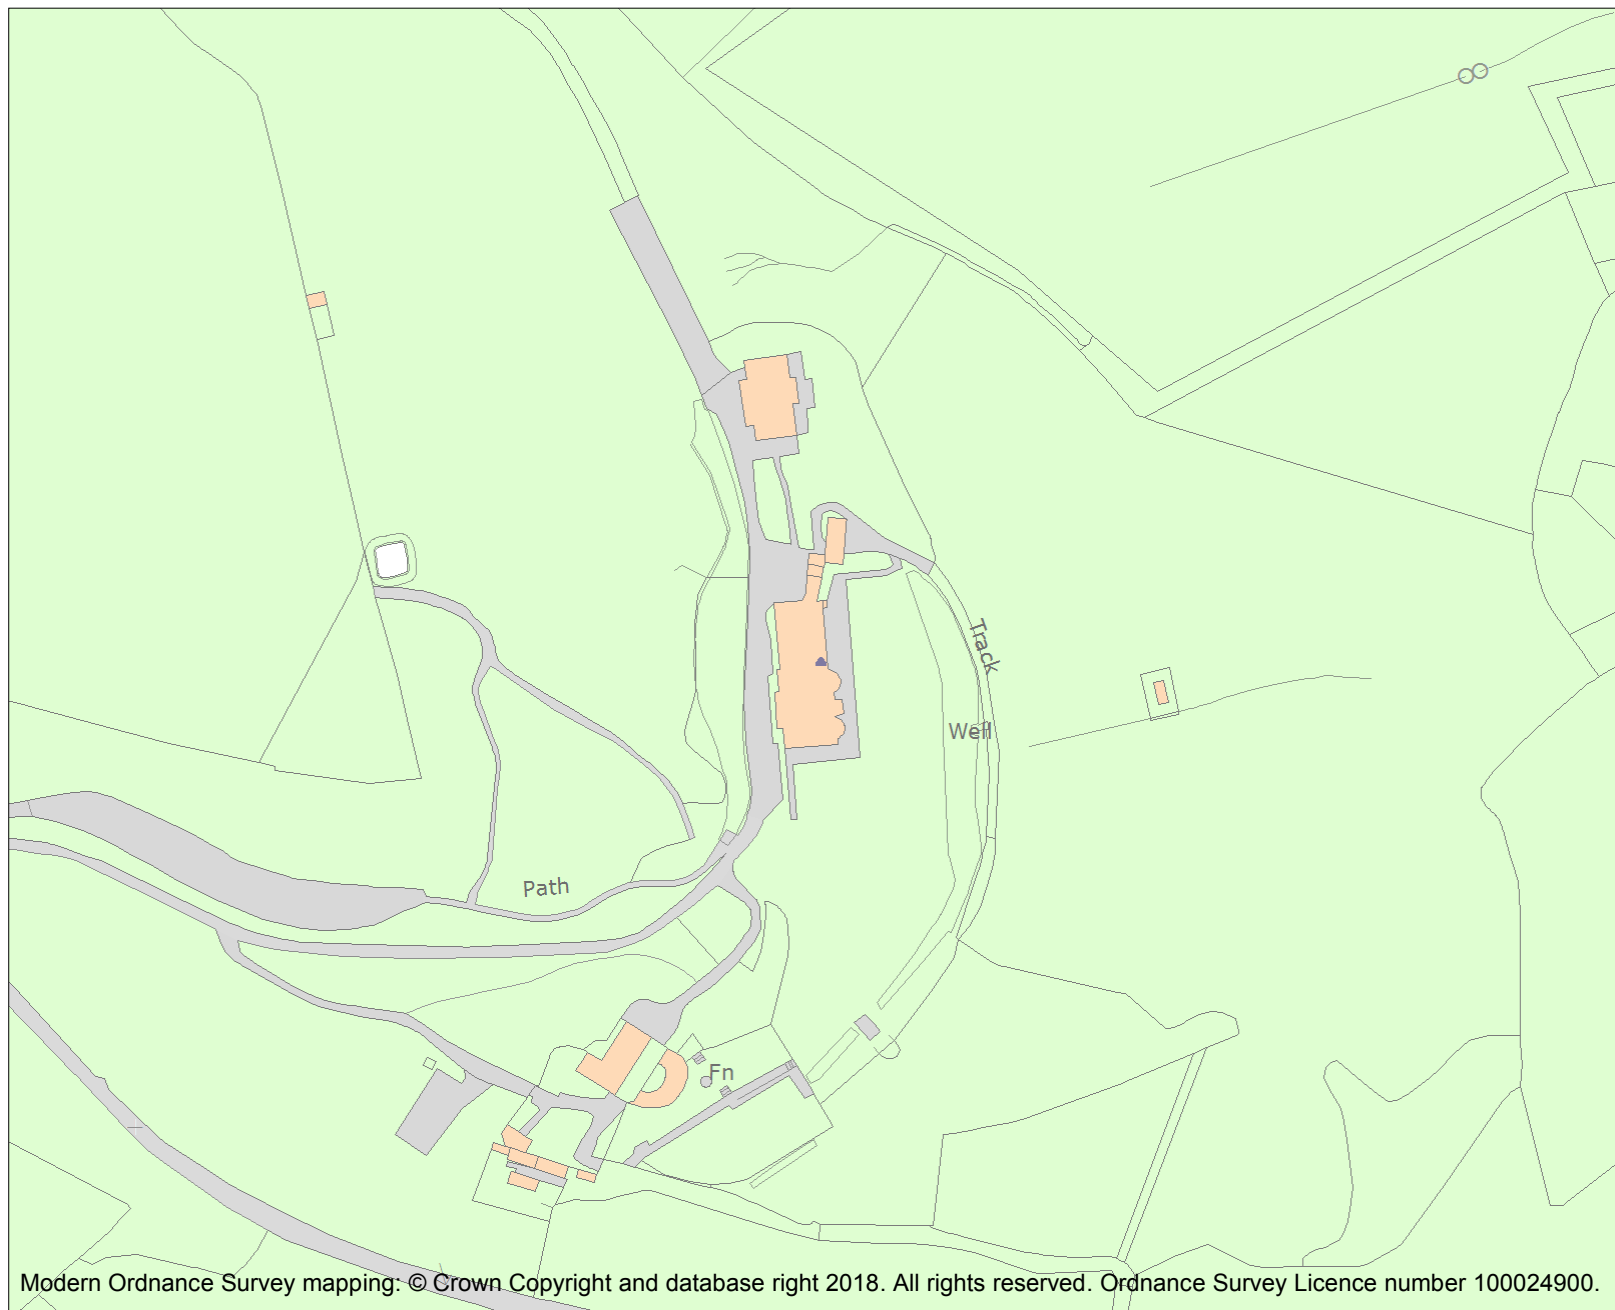 Track
Well
Path
Fn
Modern Ordnance Survey mapping: © Crown Copyright and database right 2018. All rights reserved. Ordnance Survey Licence number 100024900.